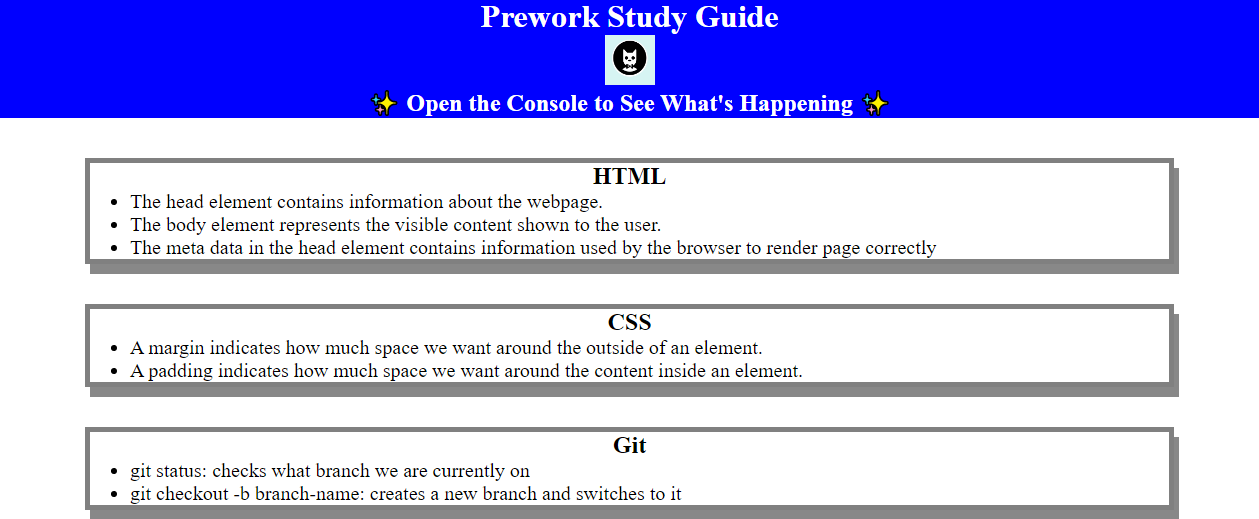 Prework Study Guide
✨ Open the Console to See What's Happening ✨
HTML
• The head element contains information about the webpage.
• The body element represents the visible content shown to the user.
• The meta data in the head element contains information used by the browser to render page correctly
CSS
• A margin indicates how much space we want around the outside of an element.
• A padding indicates how much space we want around the content inside an element.
Git
• git status: checks what branch we are currently on
• git checkout -b branch-name: creates a new branch and switches to it